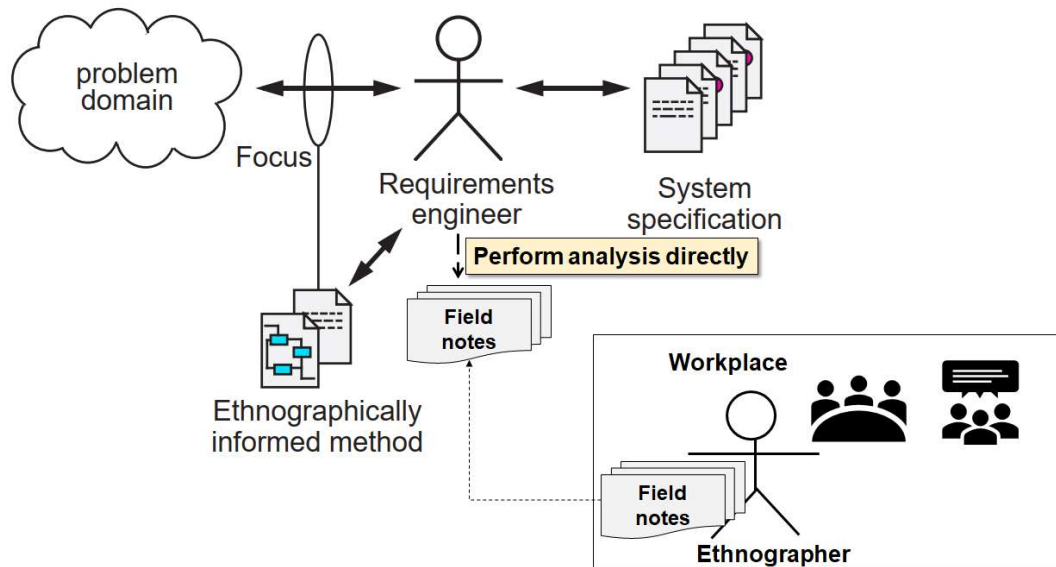 problem
domain
Focus
Requirements
engineer
System
specification
Perform analysis directly
Field
notes
Ethnographically
informed method
Workplace
Field
notes
Ethnographer